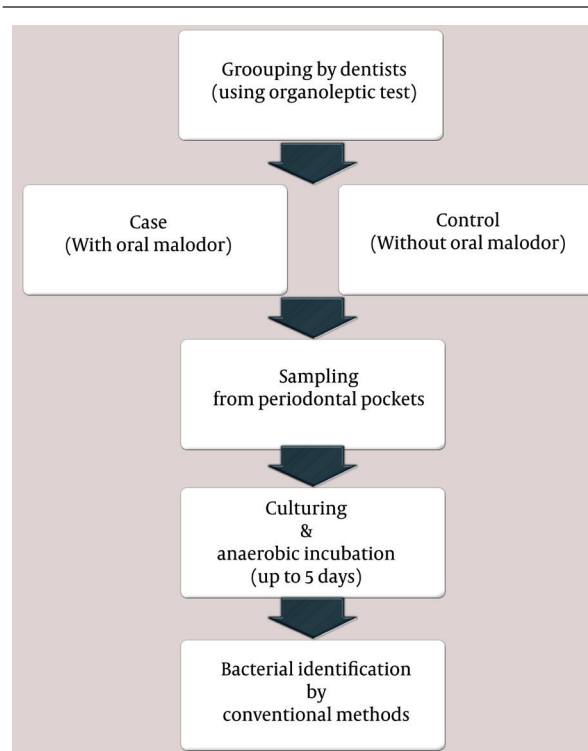 Groouping by dentists
(using organoleptic test)
Case
(With oral malodor)
Control
(Without oral malodor)
Sampling
from periodontal pockets
Culturing
&
anaerobic incubation
(up to 5 days)
Bacterial identification
by
conventional methods